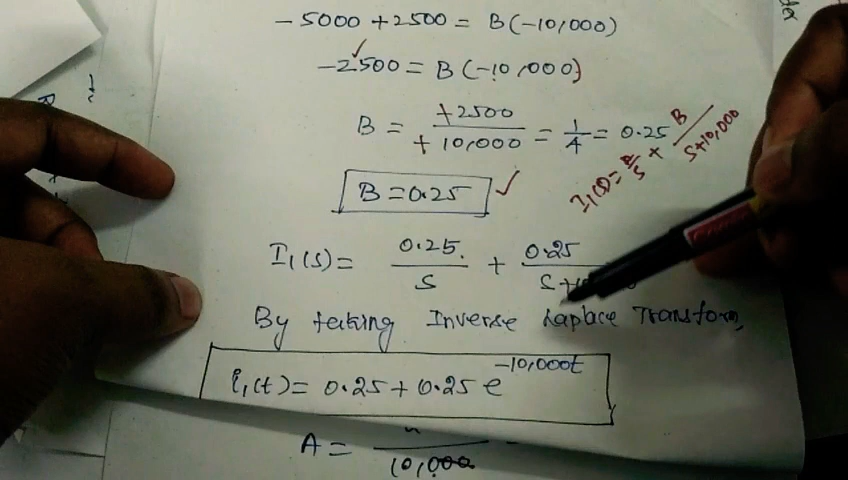 -5000 + 2500 = B(-10,000)
-2500 = B(-10,000)
B = +2500 / +10,000 = 1/4 = 0.25
I₁(s) = A/s + B/s+10,000
B = 0.25
I₁(s) = 0.25 / s + 0.25
By taking Inverse Laplace Transform,
i₁(t) = 0.25 + 0.25 e^-10,000t
A =
10,000